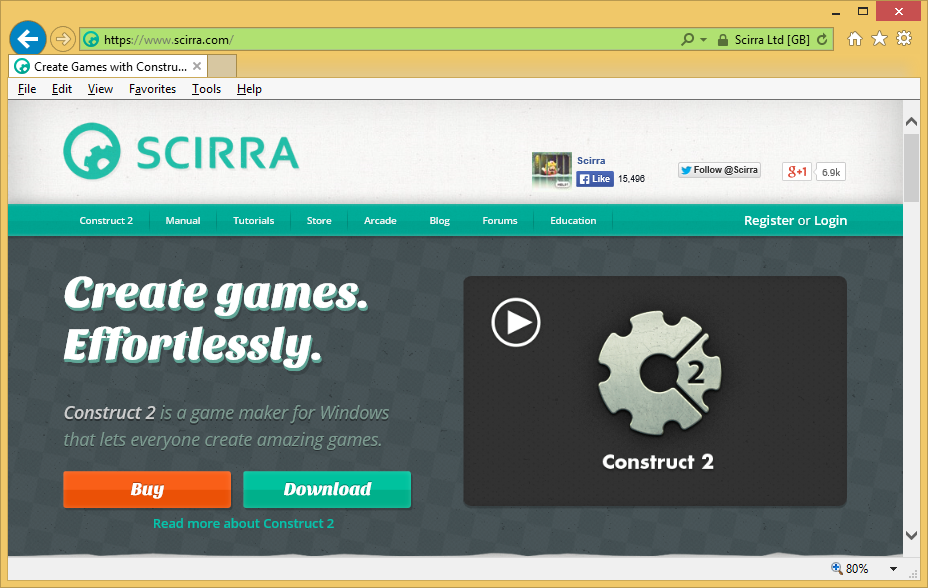 https://www.scirra.com/
Scirra Ltd [GB]
Create Games with Constru...
File Edit View Favorites Tools Help
SCIRRA
Scirra
Like 15,496
Follow @Scirra
g+1 6.9k
Construct 2 Manual Tutorials Store Arcade Blog Forums Education Register or Login
Create games.
Effortlessly.
Construct 2 is a game maker for Windows
that lets everyone create amazing games.
Buy Download
Read more about Construct 2
2
Construct 2
80%